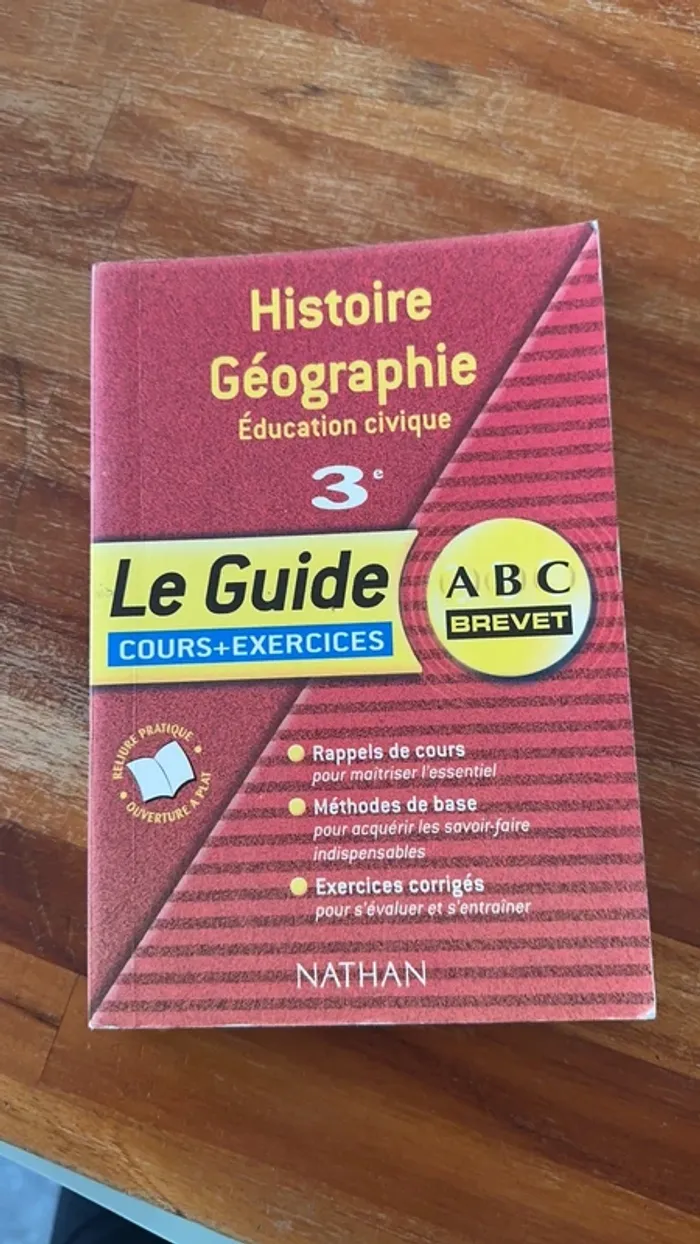 Histoire
Géographie
Éducation civique
3e
Le Guide
COURS+EXERCICES
ABC
BREVET
RELIURE PRATIQUE
• OUVERTURE A PLAT •
Rappels de cours
pour maîtriser l'essentiel
Méthodes de base
pour acquérir les savoir-faire
indispensables
Exercices corrigés
pour s'évaluer et s'entraîner
NATHAN